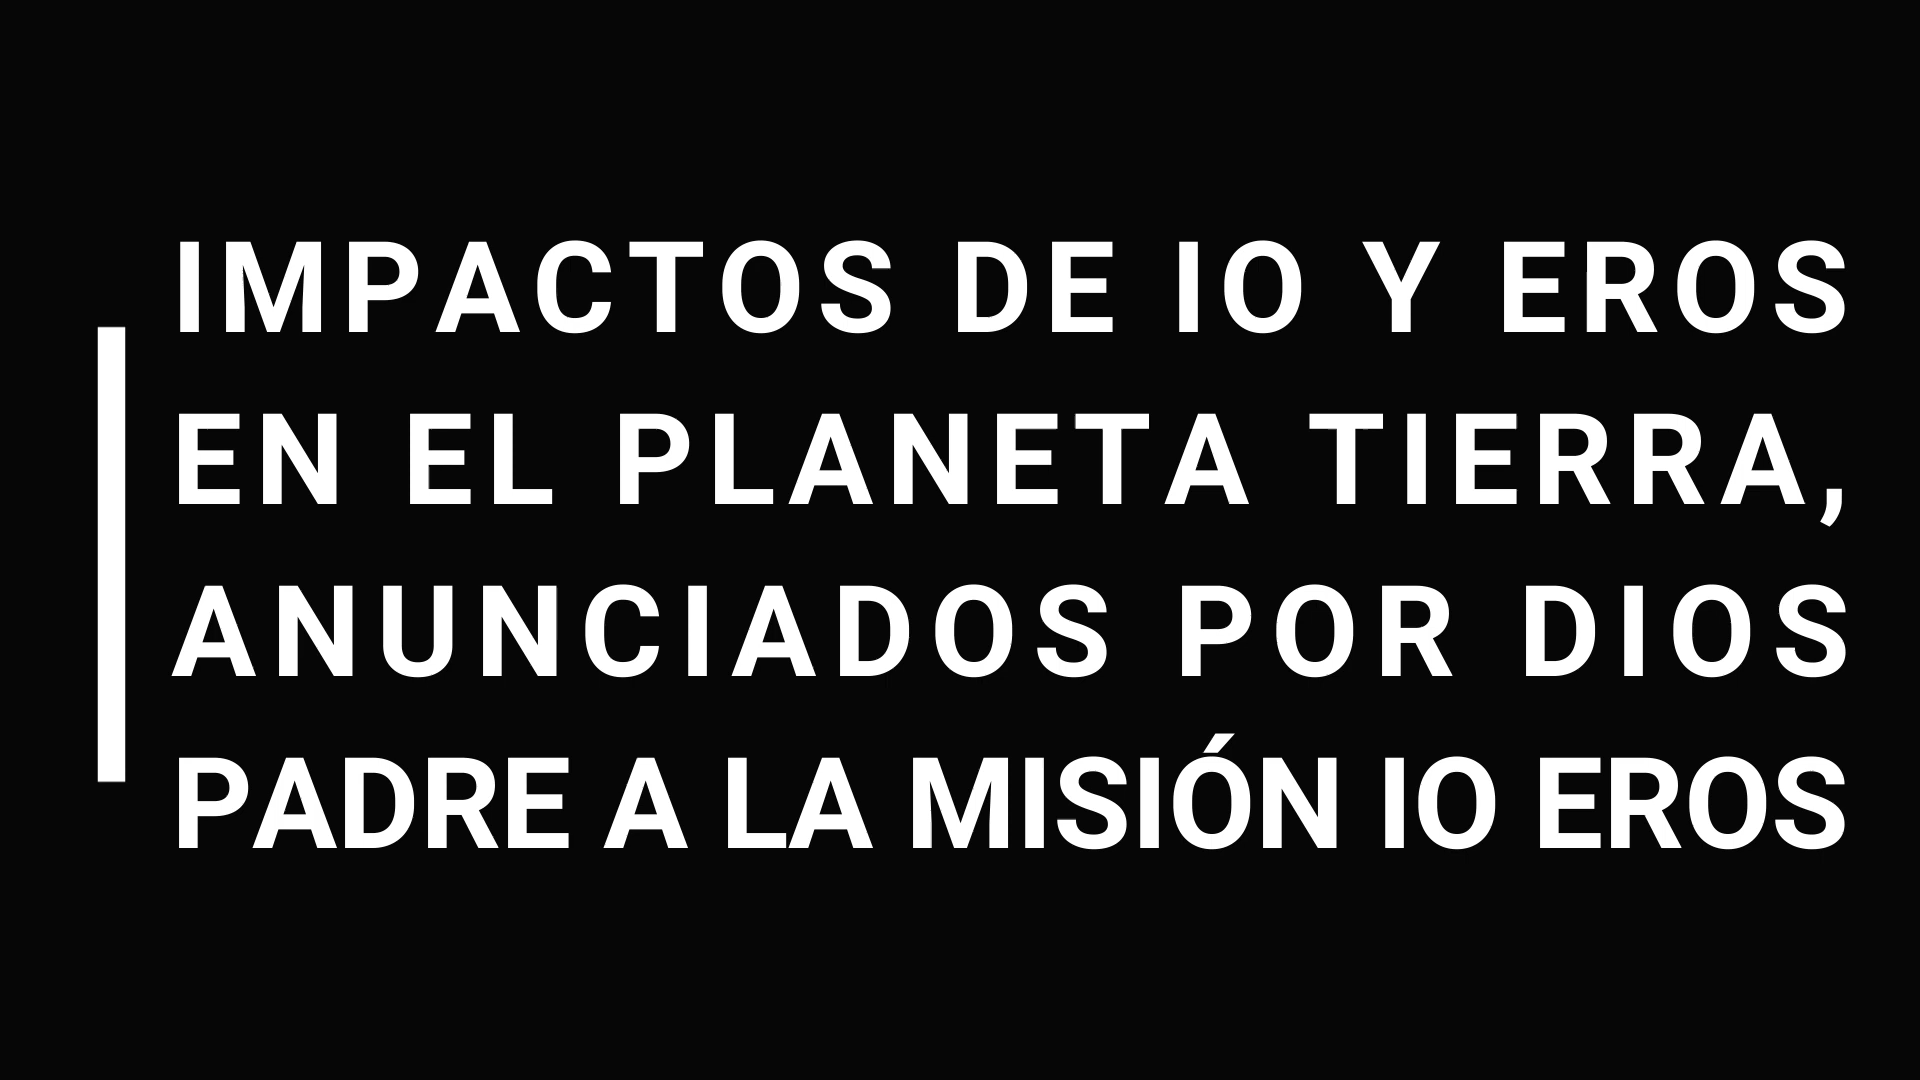 IMPACTOS DE IO Y EROS
EN EL PLANETA TIERRA,
ANUNCIADOS POR DIOS
PADRE A LA MISIÓN IO EROS